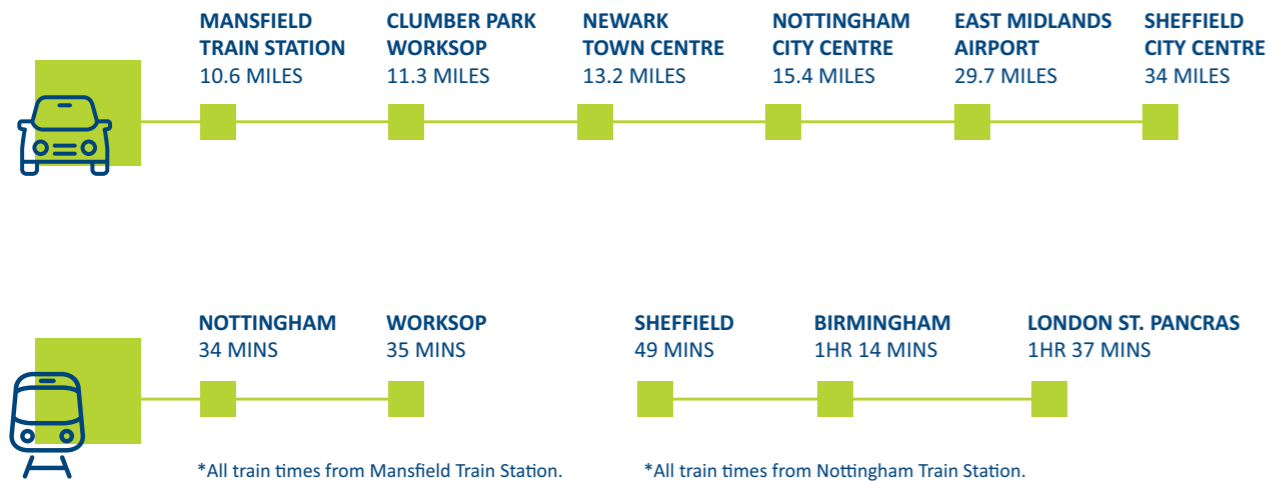 MANSFIELD
TRAIN STATION
10.6 MILES
CLUMBER PARK
WORKSOP
11.3 MILES
NEWARK
TOWN CENTRE
13.2 MILES
NOTTINGHAM
CITY CENTRE
15.4 MILES
EAST MIDLANDS
AIRPORT
29.7 MILES
SHEFFIELD
CITY CENTRE
34 MILES
NOTTINGHAM
34 MINS
WORKSOP
35 MINS
SHEFFIELD
49 MINS
BIRMINGHAM
1HR 14 MINS
LONDON ST. PANCRAS
1HR 37 MINS
*All train times from Mansfield Train Station.
*All train times from Nottingham Train Station.